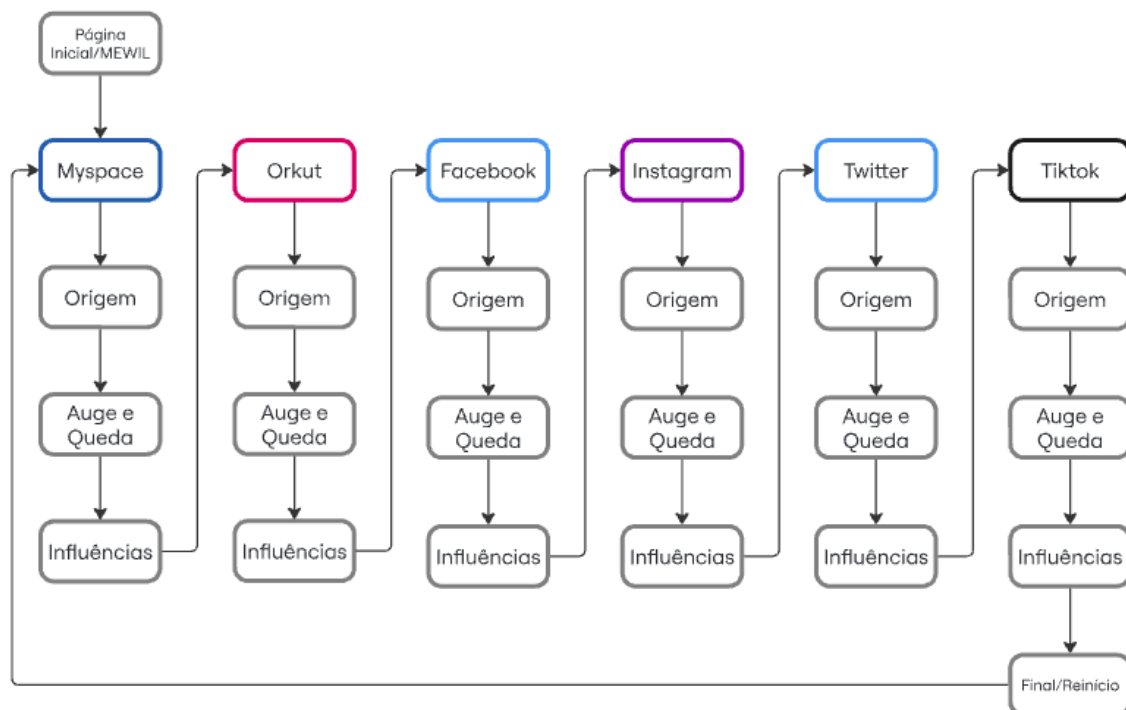 Página
Inicial/MEWIL
Myspace
Orkut
Facebook
Instagram
Twitter
Tiktok
Origem
Origem
Origem
Origem
Origem
Origem
Auge e
Queda
Auge e
Queda
Auge e
Queda
Auge e
Queda
Auge e
Queda
Auge e
Queda
Influências
Influências
Influências
Influências
Influências
Influências
Final/Reinício